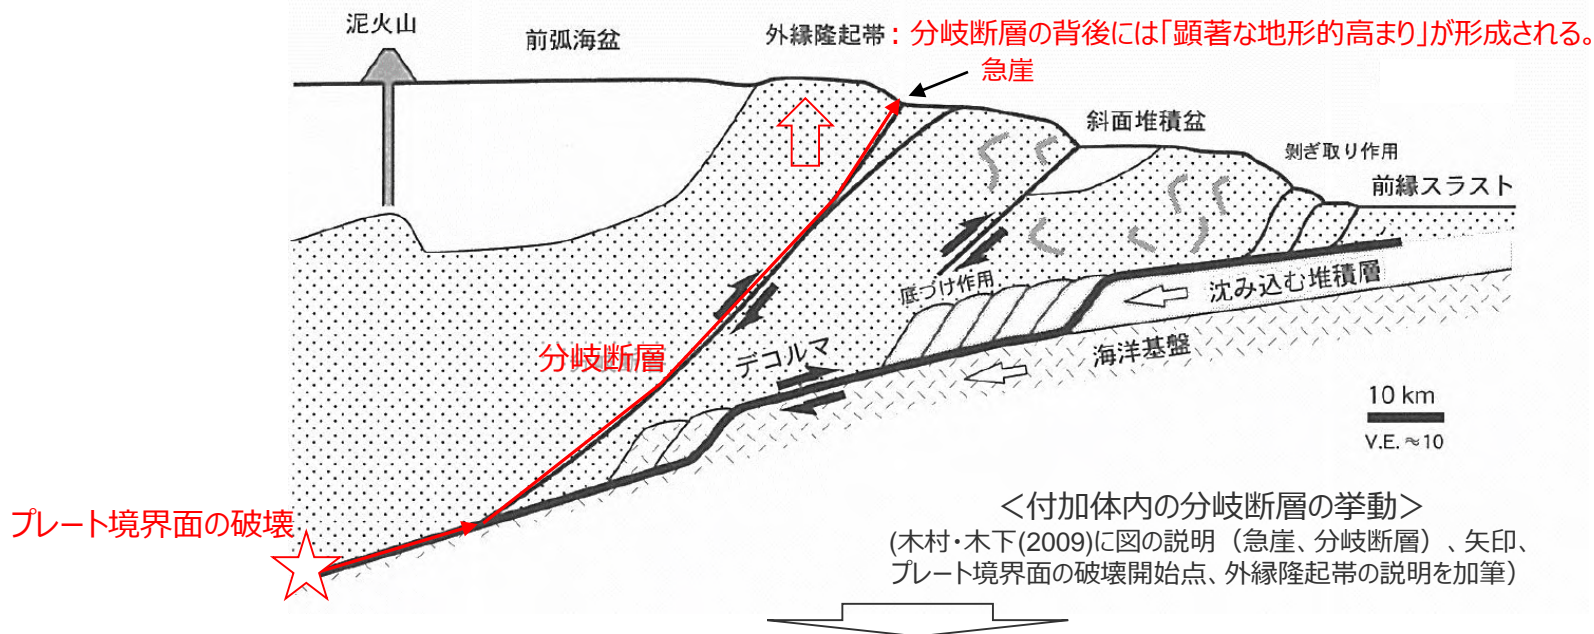 泥火山
前弧海盆
外縁隆起帯：分岐断層の背後には「顕著な地形的高まり」が形成される。
急崖
斜面堆積盆
剝ぎ取り作用
前縁スラスト
底づけ作用
沈み込む堆積層
分岐断層
デコルマ
海洋基盤
10 km
V.E. ≈10
プレート境界面の破壊
＜付加体内の分岐断層の挙動＞
(木村・木下(2009)に図の説明（急崖、分岐断層）、矢印、
プレート境界面の破壊開始点、外縁隆起帯の説明を加筆）